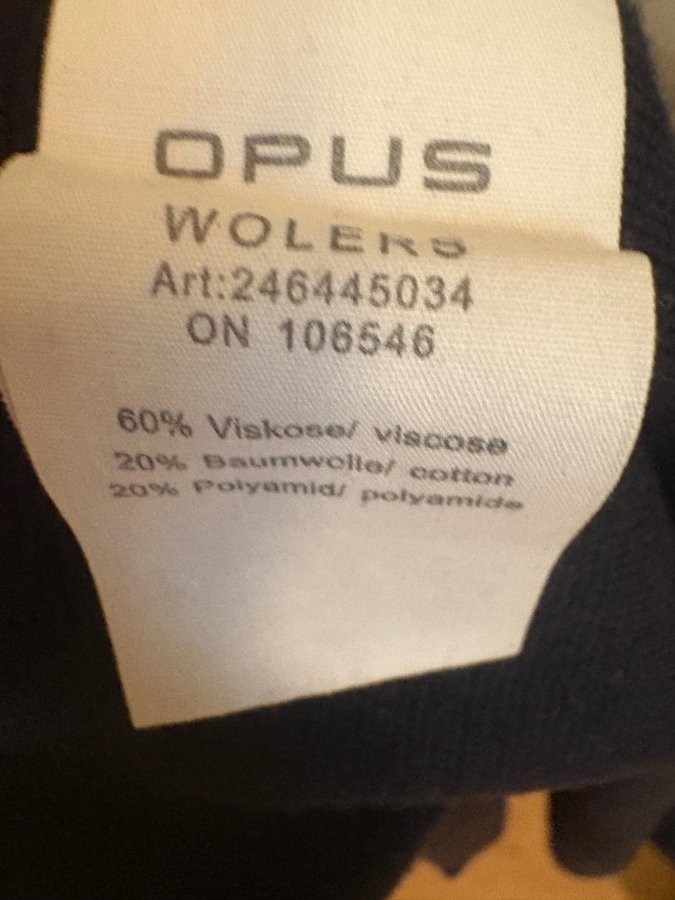 OPUS
WOLERS
Art:246445034
ON 106546
60% Viskose/ viscose
20% Baumwolle/ cotton
20% Polyamid/ polyamide